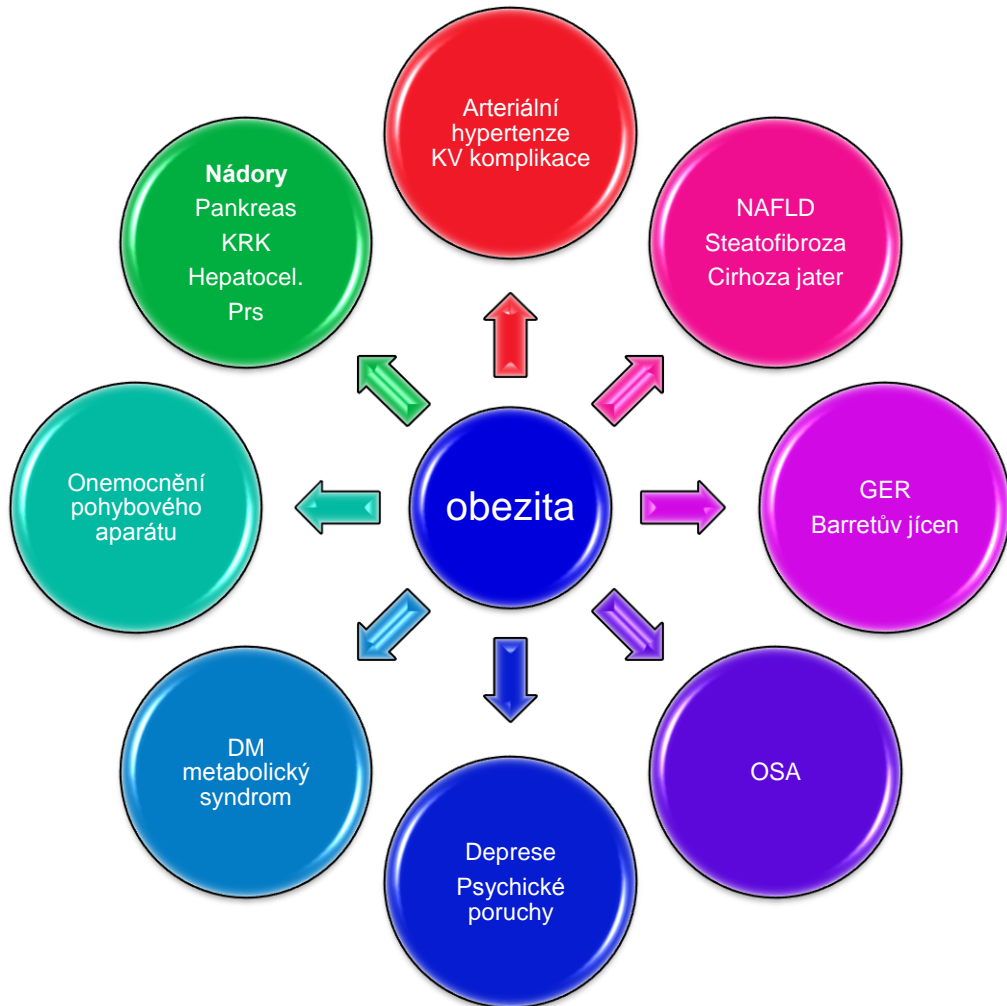 Arteriální
hypertenze
KV komplikace
Nádory
Pankreas
KRK
Hepatocel.
Prs
NAFLD
Steatofibroza
Cirhoza jater
Onemocnění
pohybového
aparátu
obezita
GER
Barretův jícen
DM
metabolický
syndrom
OSA
Deprese
Psychické
poruchy